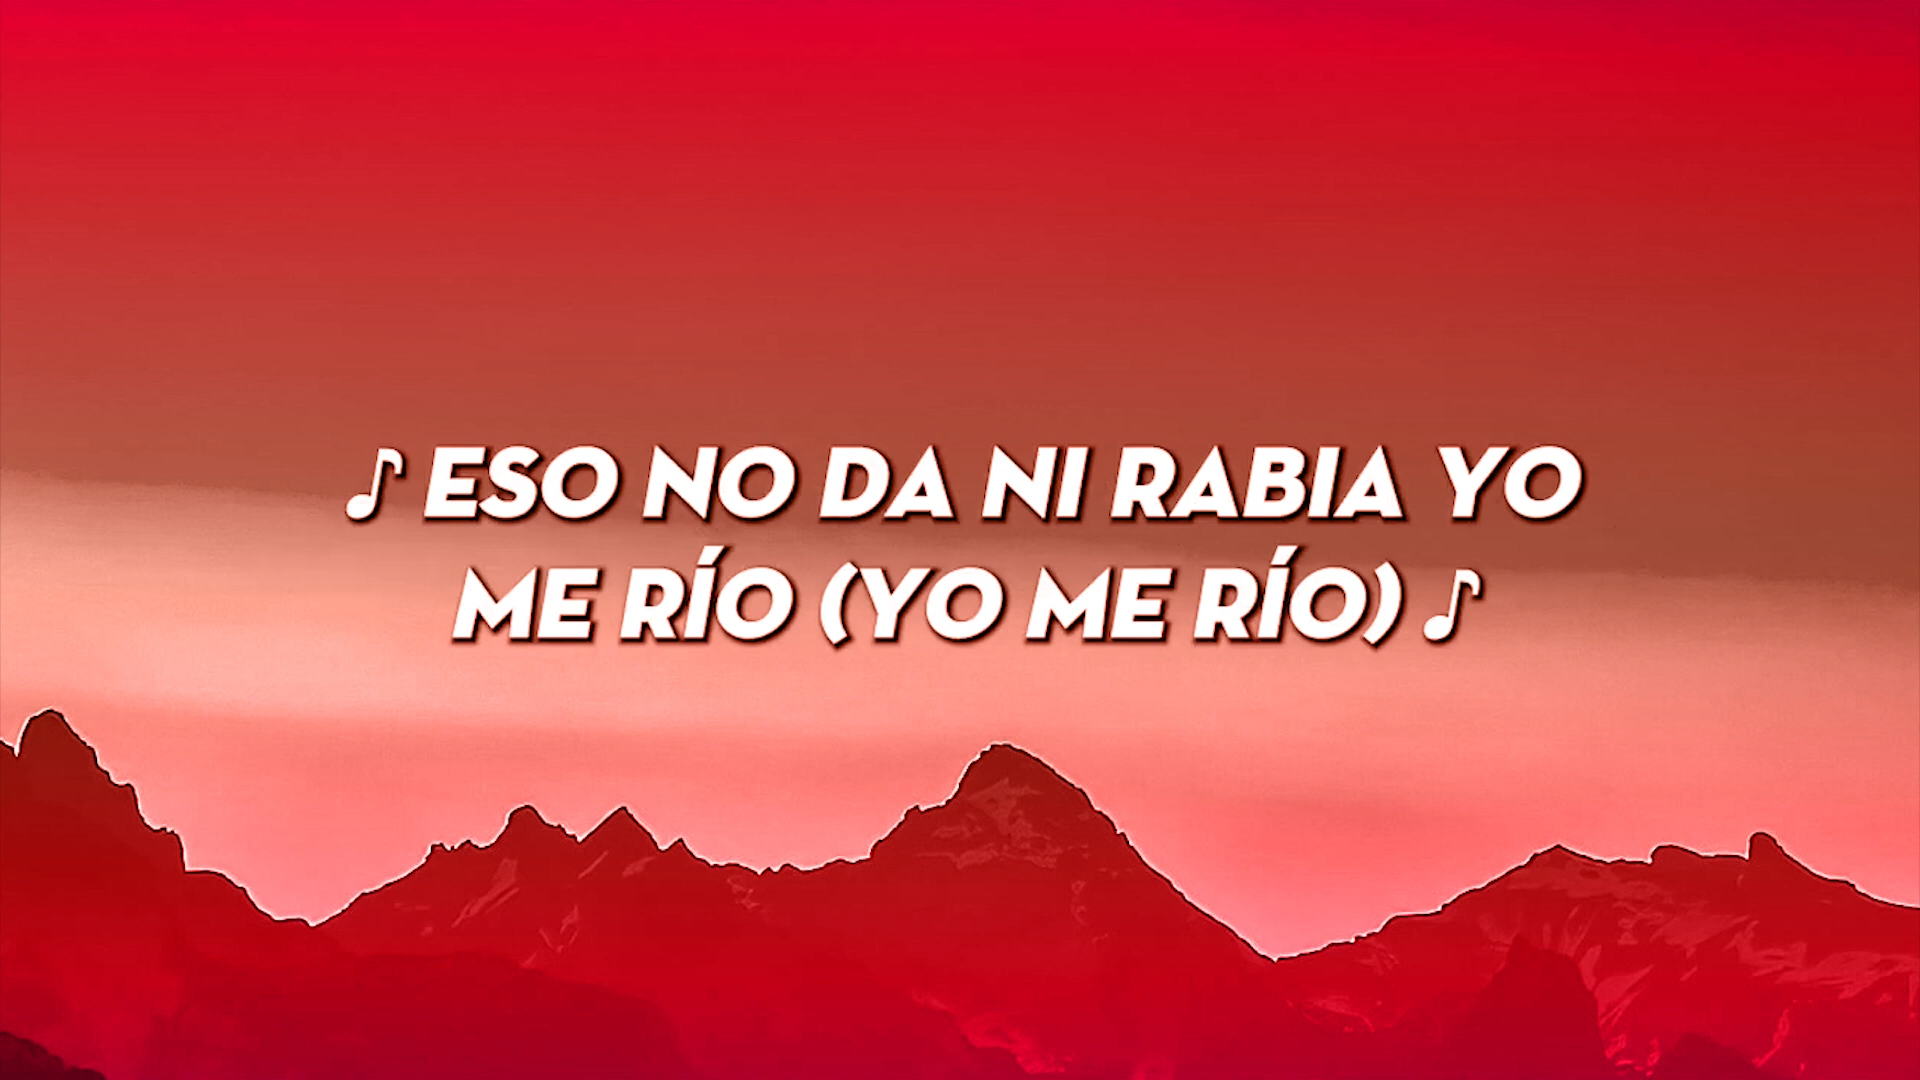 ♪ ESO NO DA NI RABIA YO
ME RÍO (YO ME RÍO) ♪